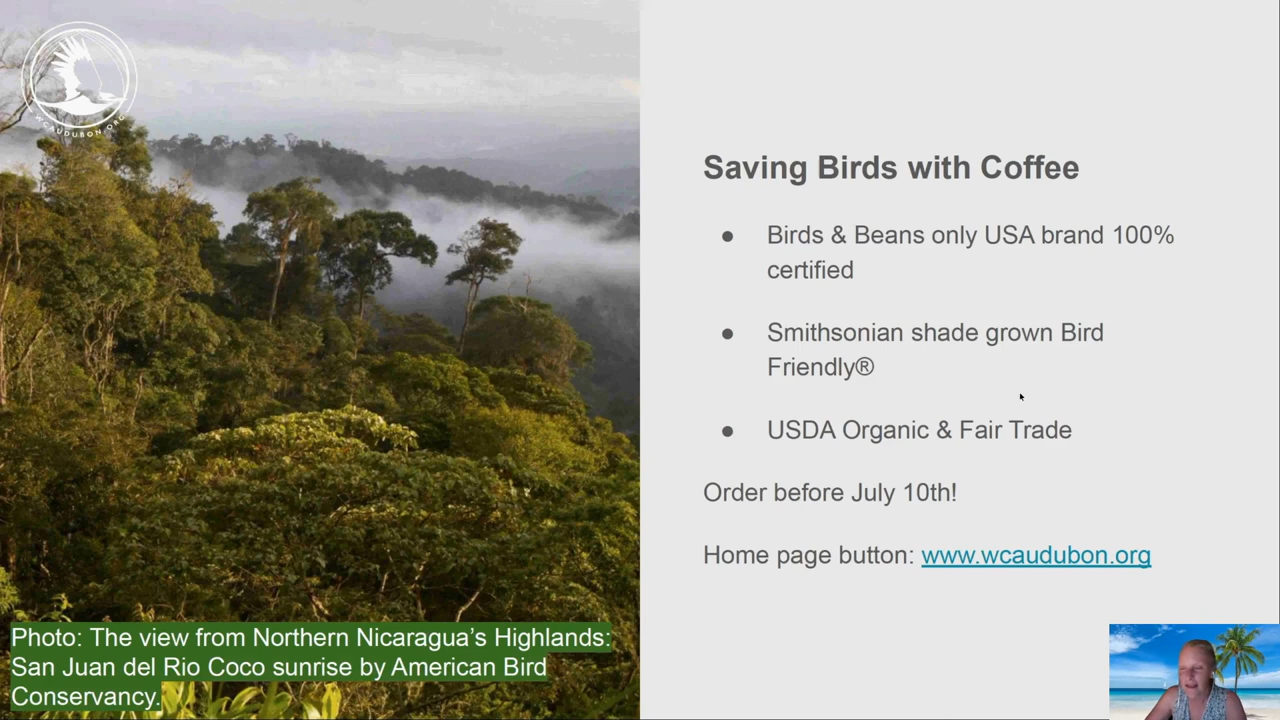 WCAUDUBON.ORG
Saving Birds with Coffee
● Birds & Beans only USA brand 100%
certified
● Smithsonian shade grown Bird
Friendly®
● USDA Organic & Fair Trade
Order before July 10th!
Home page button: www.wcaudubon.org
Photo: The view from Northern Nicaragua’s Highlands:
San Juan del Rio Coco sunrise by American Bird
Conservancy.